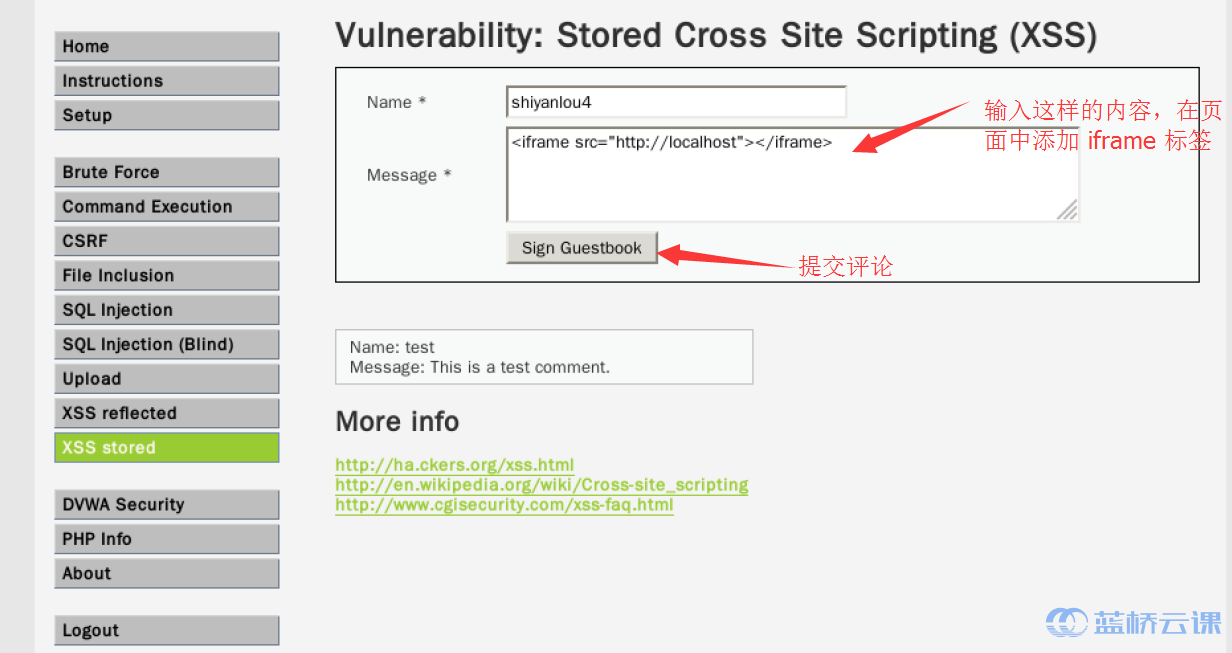 Vulnerability: Stored Cross Site Scripting (XSS)
Home
Instructions
Setup
Brute Force
Command Execution
CSRF
File Inclusion
SQL Injection
SQL Injection (Blind)
Upload
XSS reflected
XSS stored
DVWA Security
PHP Info
About
Logout
Name *
shiyanlou4
Message *
<iframe src="http://localhost"></iframe>
输入这样的内容，在页
面中添加 iframe 标签
Sign Guestbook
提交评论
Name: test
Message: This is a test comment.
More info
http://ha.ckers.org/xss.html
http://en.wikipedia.org/wiki/Cross-site_scripting
http://www.cgisecurity.com/xss-faq.html
蓝桥云课